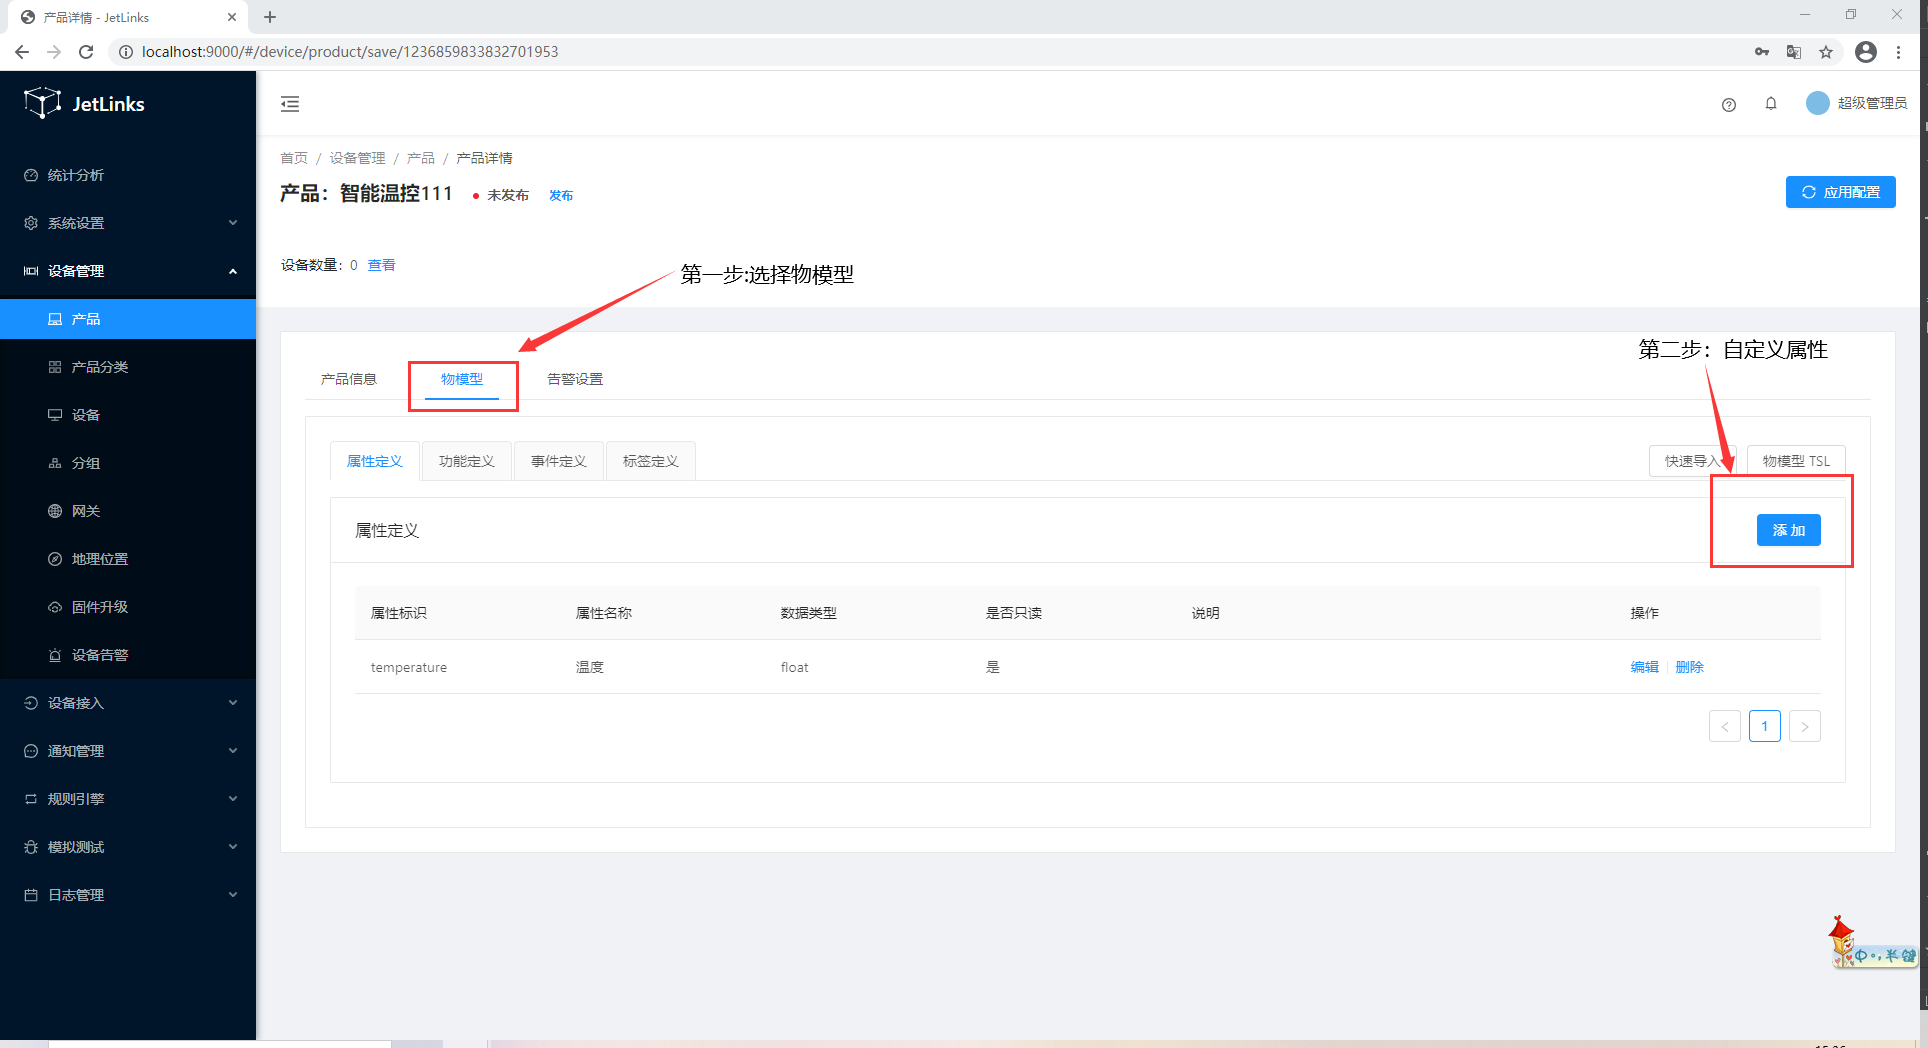 产品详情 - JetLinks
localhost:9000/#/device/product/save/1236859833832701953
JetLinks
超级管理员
统计分析
系统设置
设备管理
产品
产品分类
设备
分组
网关
地理位置
固件升级
设备告警
设备接入
通知管理
规则引擎
模拟测试
日志管理
首页 / 设备管理 / 产品 / 产品详情
产品：智能温控111 未发布 发布
应用配置
设备数量：0 查看
第一步:选择物模型
第二步：自定义属性
产品信息 物模型 告警设置
属性定义 功能定义 事件定义 标签定义
快速导入 物模型 TSL
属性定义
添 加
属性标识 属性名称 数据类型 是否只读 说明 操作
temperature 温度 float 是 编辑 删除
< 1 >
中 半